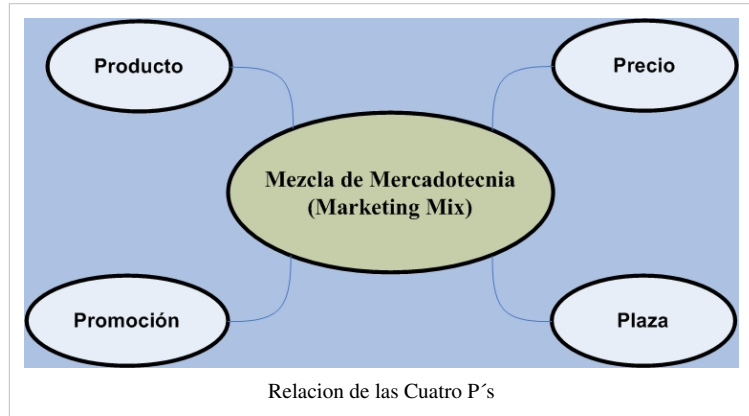 Producto
Precio
Mezcla de Mercadotecnia
(Marketing Mix)
Promoción
Plaza
Relacion de las Cuatro P´s